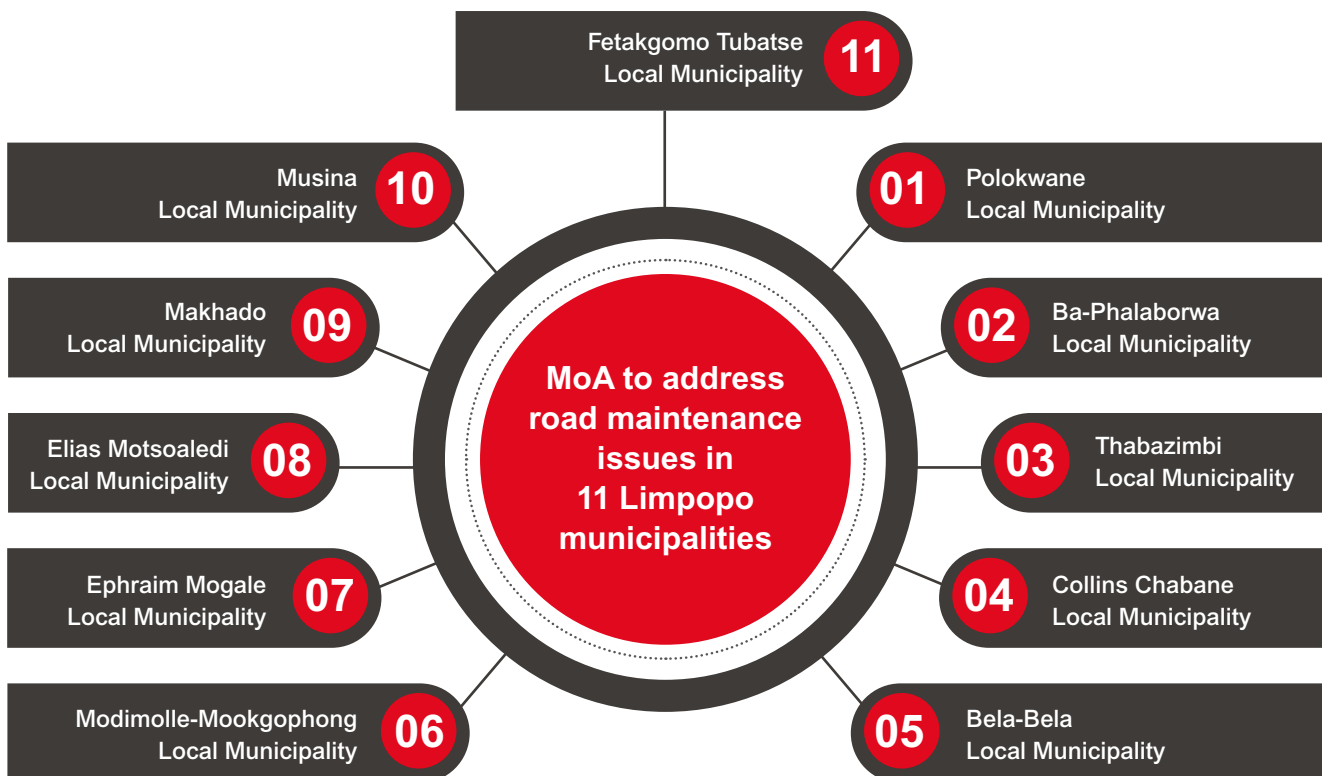 Fetakgomo Tubatse
Local Municipality
11
Musina
Local Municipality
10
01
Polokwane
Local Municipality
Makhado
Local Municipality
09
02
Ba-Phalaborwa
Local Municipality
MoA to address
road maintenance
issues in
11 Limpopo
municipalities
Elias Motsoaledi
Local Municipality
08
03
Thabazimbi
Local Municipality
Ephraim Mogale
Local Municipality
07
04
Collins Chabane
Local Municipality
Modimolle-Mookgophong
Local Municipality
06
05
Bela-Bela
Local Municipality